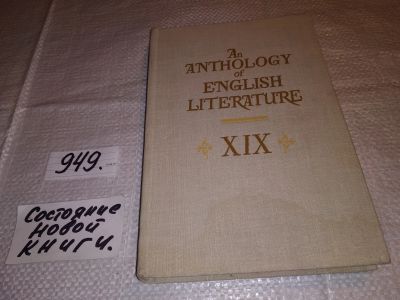 An
ANTHOLOGY
of
ENGLISH
LITERATURE
XIX
949.
Состояние
новой
книги.